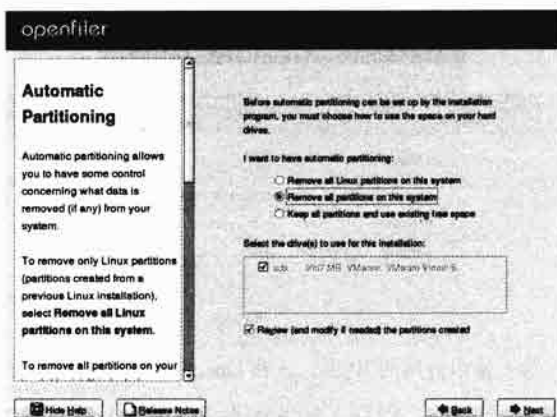 openfiler
Automatic
Partitioning
Automatic partitioning allows
you to have some control
concerning what data is
removed (if any) from your
system.
To remove only Linux partitions
(partitions created from a
previous Linux installation),
select Remove all Linux
partitions on this system.
To remove all partitions on your
Before automatic partitioning can be set up by the installation
program, you must choose how to use the space on your hard
drives.
I want to have automatic partitioning:
Remove all Linux partitions on this system
Remove all partitions on this system
Keep all partitions and use existing free space
Select the drive(s) to use for this installation:
sda MB VMware, VMware Virtual S
Review (and modify if needed) the partitions created
Hide Help
Release Notes
Back
Next